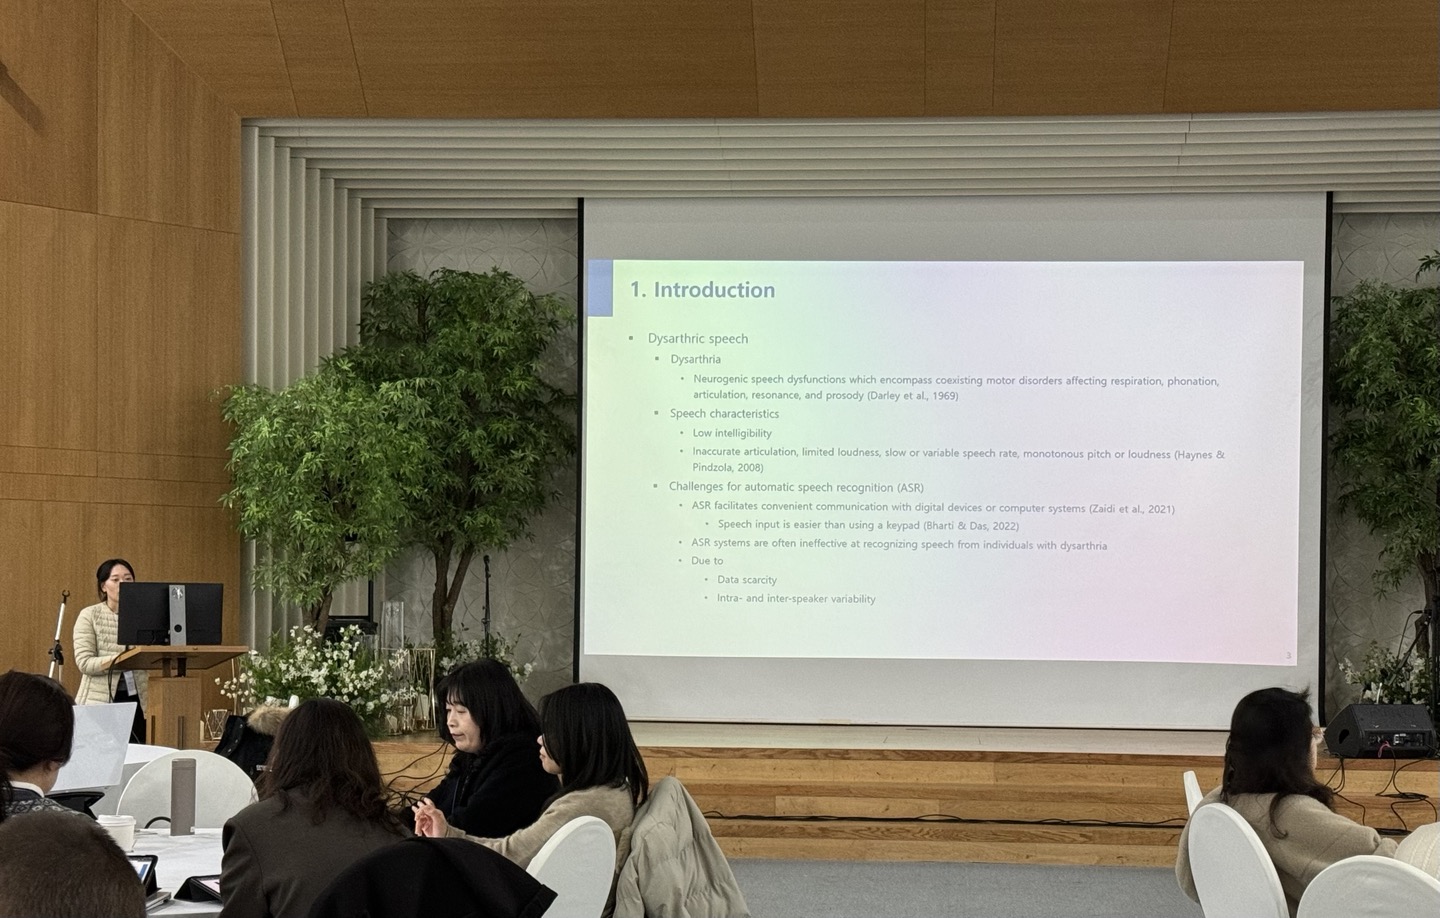 1. Introduction
▪ Dysarthric speech
▪ Dysarthria
• Neurogenic speech dysfunctions which encompass coexisting motor disorders affecting respiration, phonation,
articulation, resonance, and prosody (Darley et al., 1969)
▪ Speech characteristics
• Low intelligibility
• Inaccurate articulation, limited loudness, slow or variable speech rate, monotonous pitch or loudness (Haynes &
Pindzola, 2008)
▪ Challenges for automatic speech recognition (ASR)
• ASR facilitates convenient communication with digital devices or computer systems (Zaidi et al., 2021)
• Speech input is easier than using a keypad (Bharti & Das, 2022)
• ASR systems are often ineffective at recognizing speech from individuals with dysarthria
• Due to
• Data scarcity
• Intra- and inter-speaker variability
3